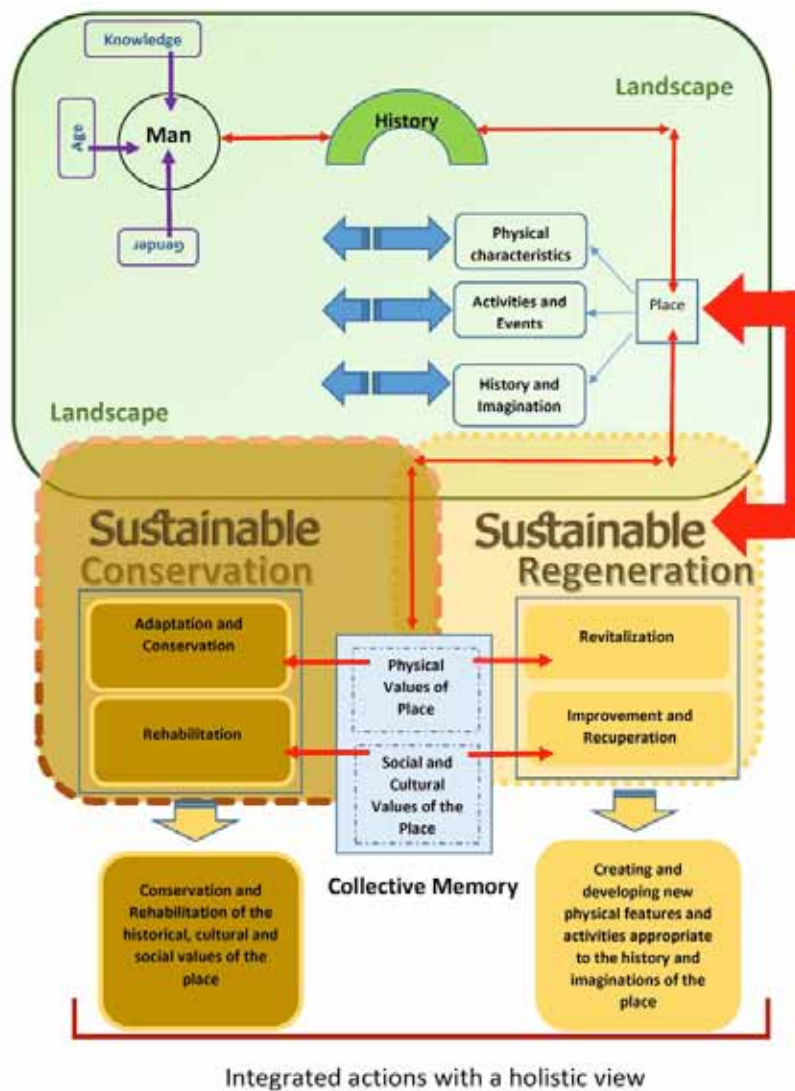 Knowledge
Landscape
Man
History
Age
Gender
Physical
characteristics
Activities and
Events
Place
History and
Imagination
Landscape
Sustainable
Conservation
Sustainable
Regeneration
Adaptation and
Conservation
Rehabilitation
Physical
Values of
Place
Social and
Cultural
Values of the
Place
Revitalization
Improvement and
Recuperation
Collective Memory
Conservation and
Rehabilitation of the
historical, cultural and
social values of the
place
Creating and
developing new
physical features and
activities appropriate
to the history and
imaginations of the
place
Integrated actions with a holistic view